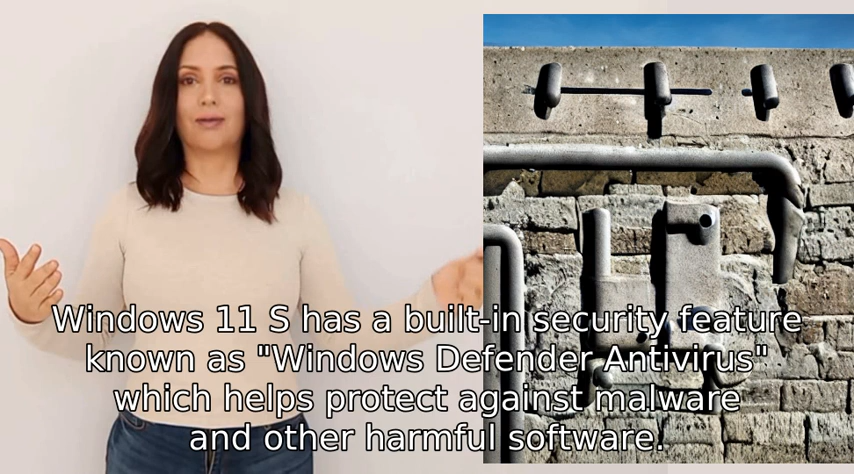 Windows 11 S has a built-in security feature
known as "Windows Defender Antivirus"
which helps protect against malware
and other harmful software.